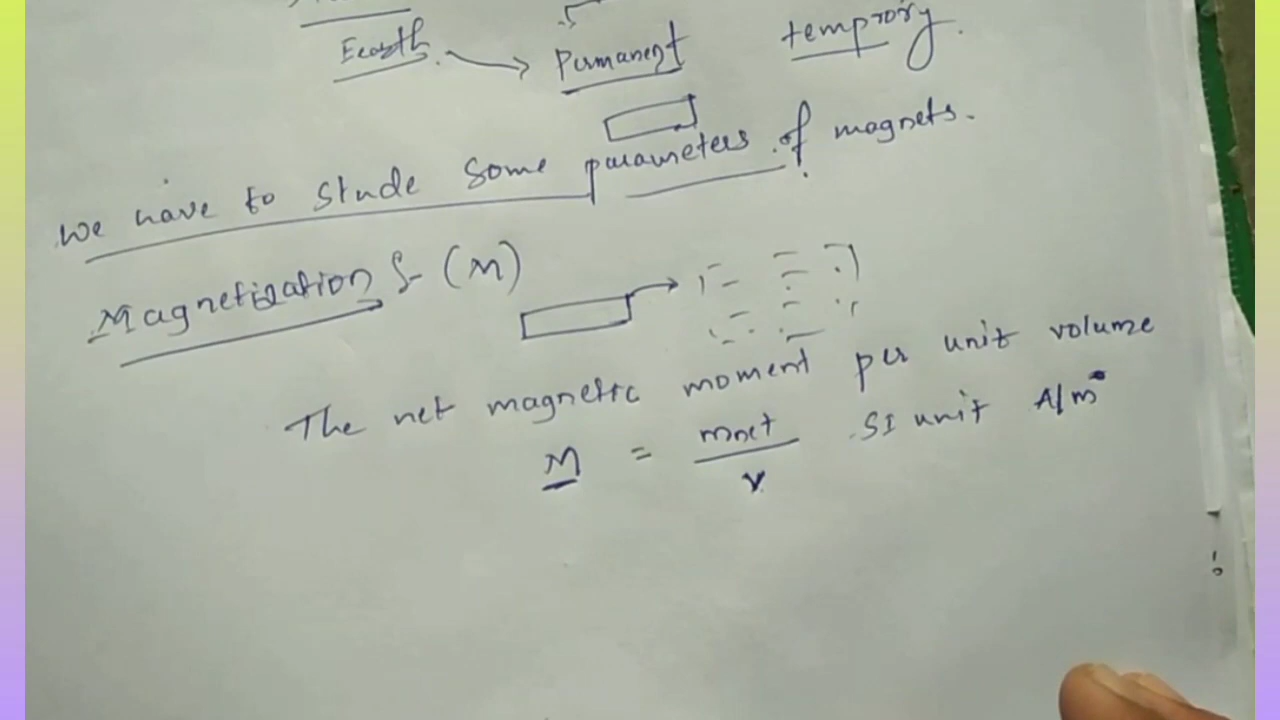 Earth. Permanent temprory.
We have to stude some parameters of magnets.
Magnetization :- (M)
The net magnetic moment per unit volume
M = mnet / v SI unit A/m